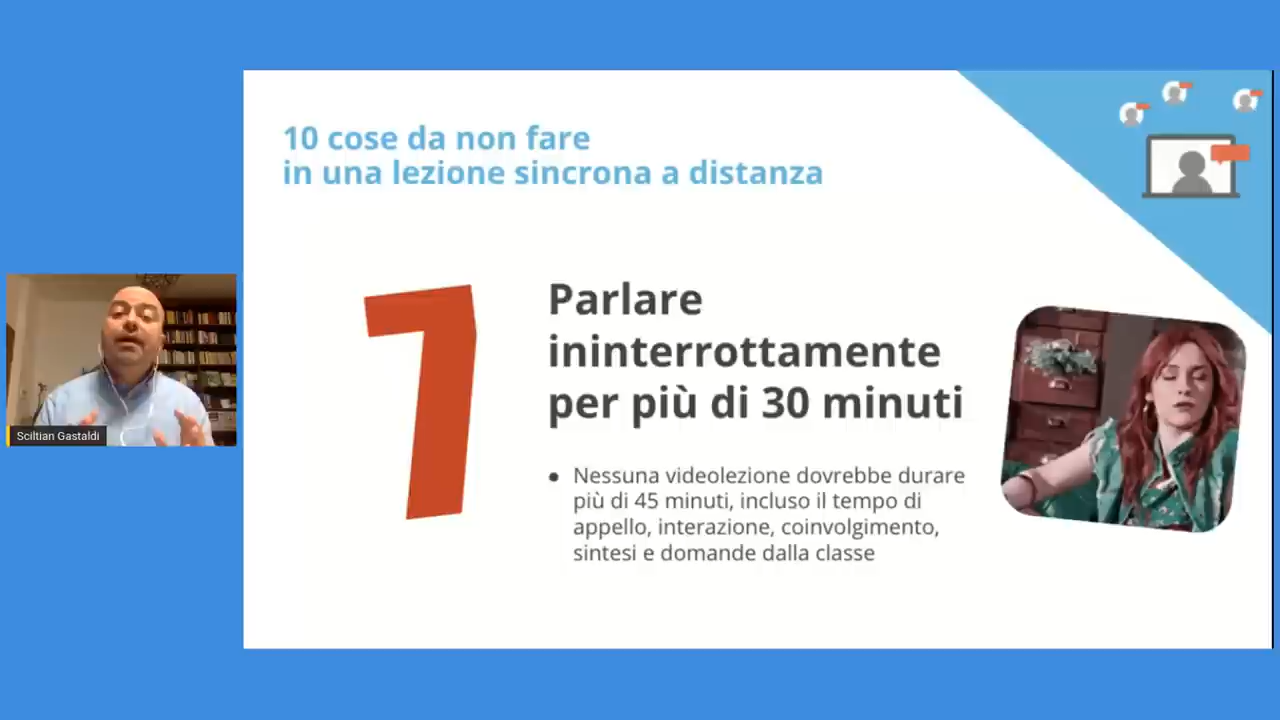 10 cose da non fare
in una lezione sincrona a distanza
7
Parlare
ininterrottamente
per più di 30 minuti
• Nessuna videolezione dovrebbe durare
più di 45 minuti, incluso il tempo di
appello, interazione, coinvolgimento,
sintesi e domande dalla classe
Sciltian Gastaldi